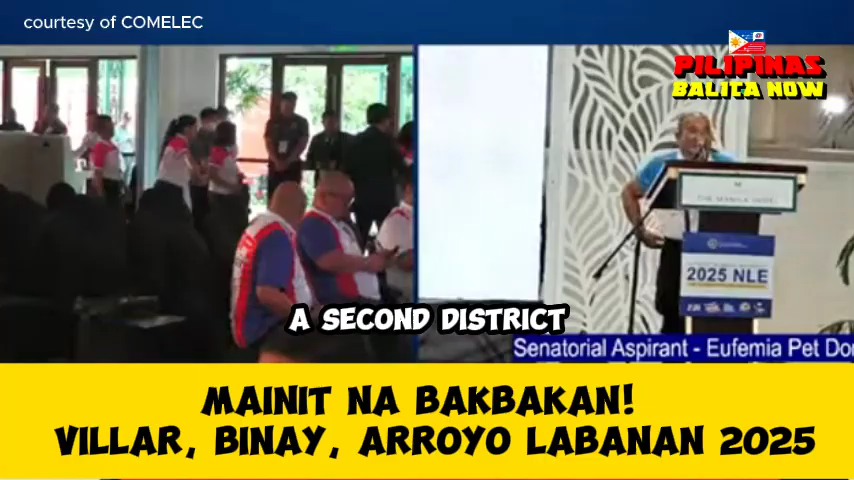 courtesy of COMELEC
PILIPINAS
BALITA NOW
THE MANILA HOTEL
2025 NLE
A SECOND DISTRICT
Senatorial Aspirant - Eufemia Pet Do
MAINIT NA BAKBAKAN!
VILLAR, BINAY, ARROYO LABANAN 2025